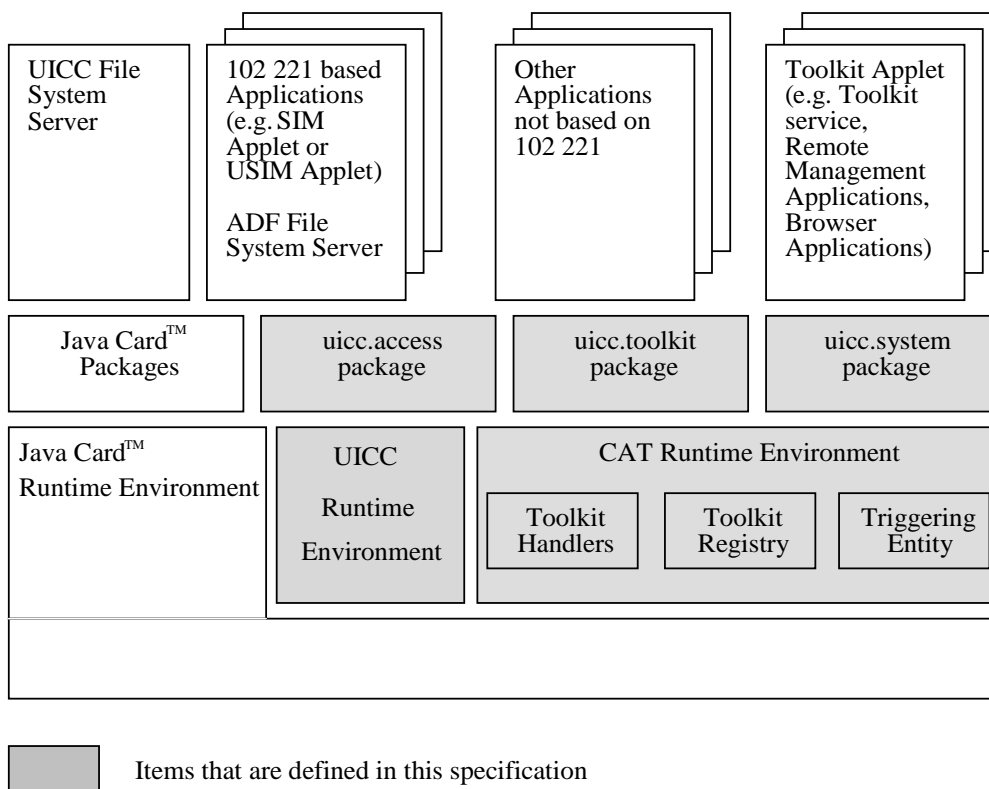 UICC File
System
Server
102 221 based
Applications
(e.g. SIM
Applet or
USIM Applet)
ADF File
System Server
Other
Applications
not based on
102 221
Toolkit Applet
(e.g. Toolkit
service,
Remote
Management
Applications,
Browser
Applications)
Java Card™
Packages
uicc.access
package
uicc.toolkit
package
uicc.system
package
Java Card™
Runtime Environment
UICC
Runtime
Environment
CAT Runtime Environment
Toolkit
Handlers
Toolkit
Registry
Triggering
Entity
Items that are defined in this specification